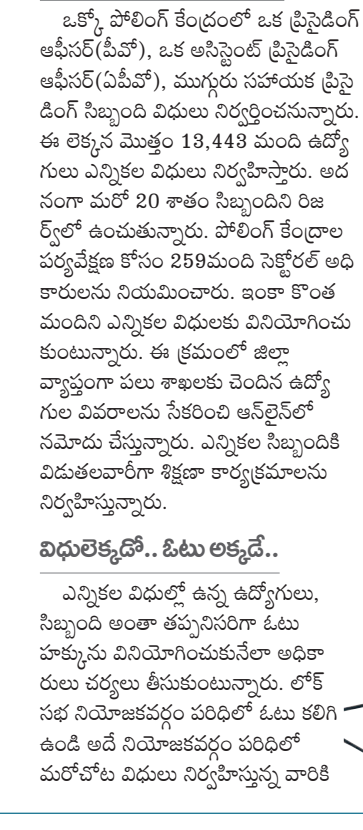 ఒక్కో పోలింగ్ కేంద్రంలో ఒక ప్రిసైడింగ్
ఆఫీసర్(పీవో), ఒక అసిస్టెంట్ ప్రిసైడింగ్
ఆఫీసర్(ఏపీవో), ముగ్గురు సహాయక ప్రిసై
డింగ్ సిబ్బంది విధులు నిర్వర్తించనున్నారు.
ఈ లెక్కన మొత్తం 13,443 మంది ఉద్యో
గులు ఎన్నికల విధులు నిర్వహిస్తారు. అద
నంగా మరో 20 శాతం సిబ్బందిని రిజ
ర్వ్‌లో ఉంచుతున్నారు. పోలింగ్ కేంద్రాల
పర్యవేక్షణ కోసం 259మంది సెక్టోరల్ అధి
కారులను నియమించారు. ఇంకా కొంత
మందిని ఎన్నికల విధులకు వినియోగించు
కుంటున్నారు. ఈ క్రమంలో జిల్లా
వ్యాప్తంగా పలు శాఖలకు చెందిన ఉద్యో
గుల వివరాలను సేకరించి ఆన్‌లైన్‌లో
నమోదు చేస్తున్నారు. ఎన్నికల సిబ్బందికి
విడుతలవారీగా శిక్షణా కార్యక్రమాలను
నిర్వహిస్తున్నారు.
విధులెక్కడో.. ఓటు అక్కడే..
ఎన్నికల విధుల్లో ఉన్న ఉద్యోగులు,
సిబ్బంది అంతా తప్పనిసరిగా ఓటు
హక్కును వినియోగించుకునేలా అధికా
రులు చర్యలు తీసుకుంటున్నారు. లోక్
సభ నియోజకవర్గం పరిధిలో ఓటు కలిగి
ఉండి అదే నియోజకవర్గం పరిధిలో
మరోచోట విధులు నిర్వహిస్తున్న వారికి